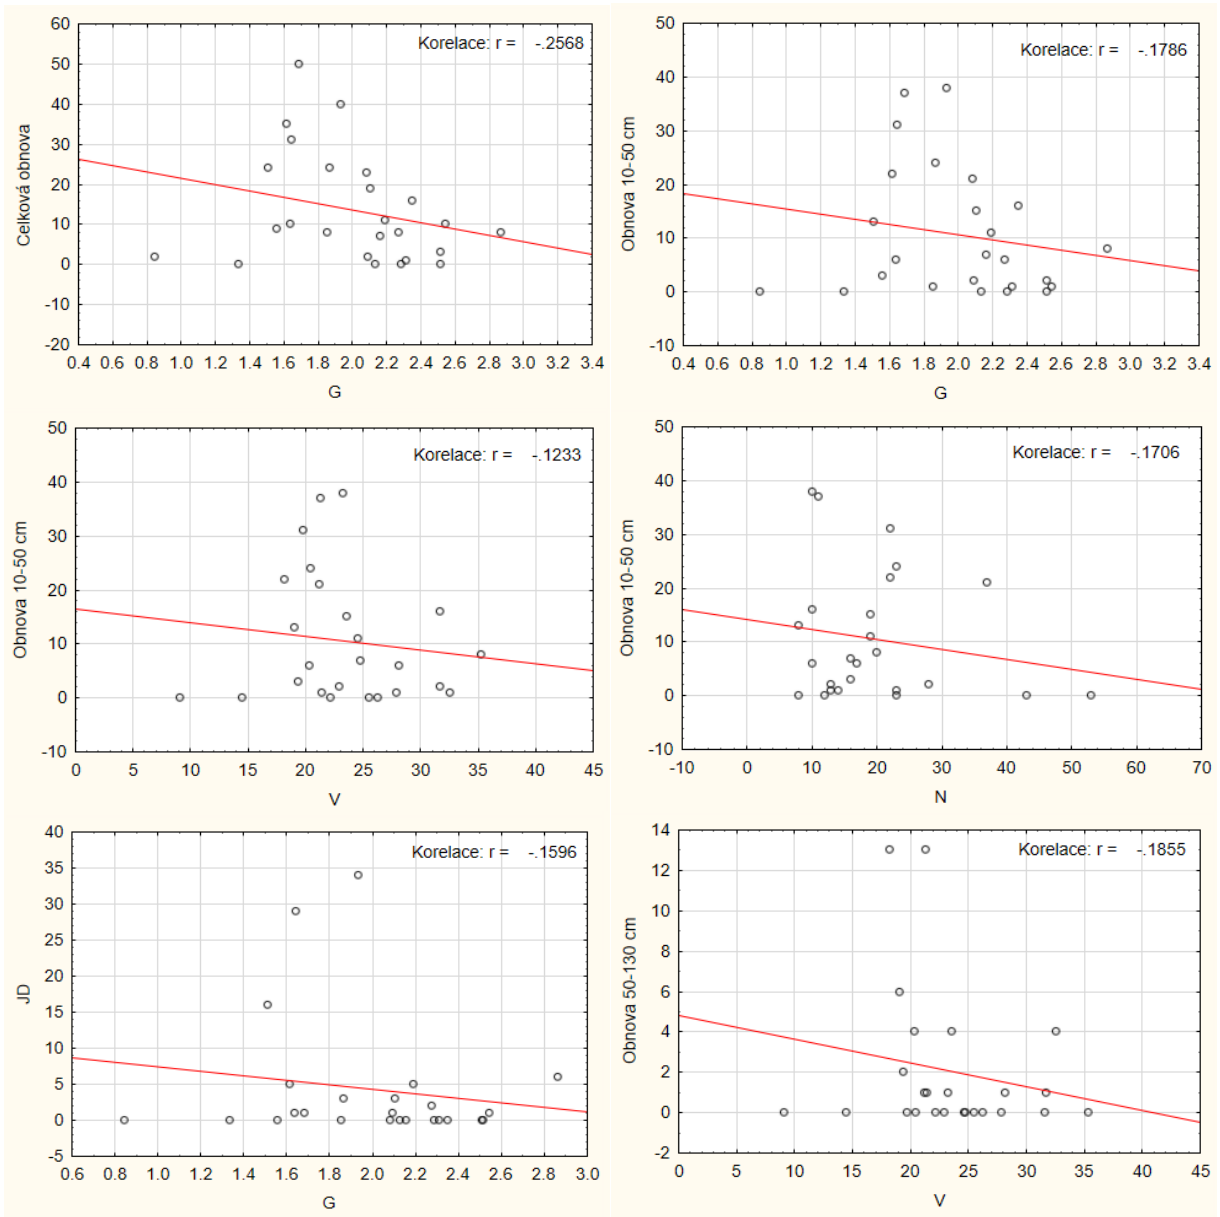 Korelace: r = -.2568
Celková obnova
60
50
40
30
20
10
0
-10
-20
0.4 0.6 0.8 1.0 1.2 1.4 1.6 1.8 2.0 2.2 2.4 2.6 2.8 3.0 3.2 3.4
G
Korelace: r = -.1786
Obnova 10-50 cm
50
40
30
20
10
0
-10
0.4 0.6 0.8 1.0 1.2 1.4 1.6 1.8 2.0 2.2 2.4 2.6 2.8 3.0 3.2 3.4
G
Korelace: r = -.1233
Obnova 10-50 cm
50
40
30
20
10
0
-10
0 5 10 15 20 25 30 35 40 45
V
Korelace: r = -.1706
Obnova 10-50 cm
50
40
30
20
10
0
-10
-10 0 10 20 30 40 50 60 70
N
Korelace: r = -.1596
JD
40
35
30
25
20
15
10
5
0
-5
0.6 0.8 1.0 1.2 1.4 1.6 1.8 2.0 2.2 2.4 2.6 2.8 3.0
G
Korelace: r = -.1855
Obnova 50-130 cm
14
12
10
8
6
4
2
0
-2
0 5 10 15 20 25 30 35 40 45
V